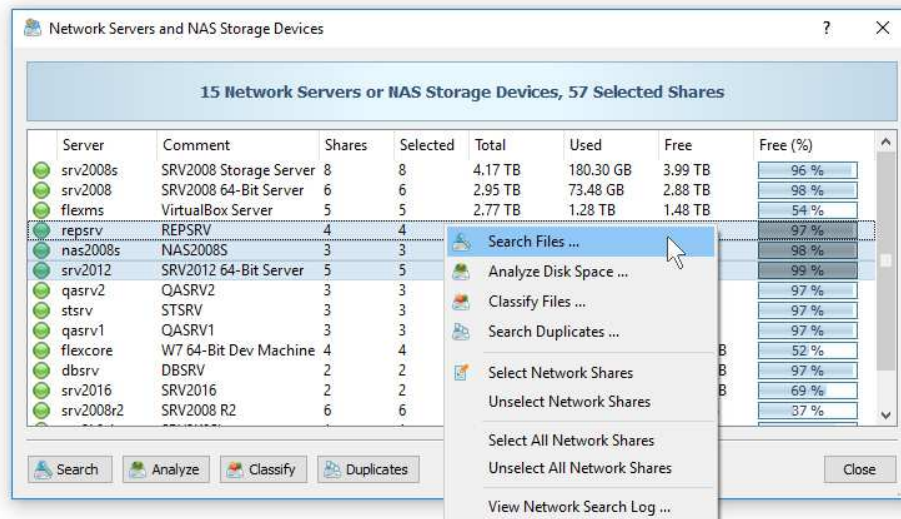 Network Servers and NAS Storage Devices ?
15 Network Servers or NAS Storage Devices, 57 Selected Shares
Server Comment Shares Selected Total Used Free Free (%)
srv2008s SRV2008 Storage Server 8 8 4.17 TB 180.30 GB 3.99 TB 96 %
srv2008 SRV2008 64-Bit Server 6 6 2.95 TB 73.48 GB 2.88 TB 98 %
flexms VirtualBox Server 5 5 2.77 TB 1.28 TB 1.48 TB 54 %
repsrv REPSRV 4 4 97 %
nas2008s NAS2008S 3 3 98 %
srv2012 SRV2012 64-Bit Server 5 5 99 %
qasrv2 QASRV2 3 3 97 %
stsrv STSRV 3 3 97 %
qasrv1 QASRV1 3 3 97 %
flexcore W7 64-Bit Dev Machine 4 4 B 52 %
dbsrv DBSRV 2 2 B 97 %
srv2016 SRV2016 2 2 B 69 %
srv2008r2 SRV2008 R2 6 6 37 %
Search Files ...
Analyze Disk Space ...
Classify Files ...
Search Duplicates ...
Select Network Shares
Unselect Network Shares
Select All Network Shares
Unselect All Network Shares
View Network Search Log ...
Search Analyze Classify Duplicates Close